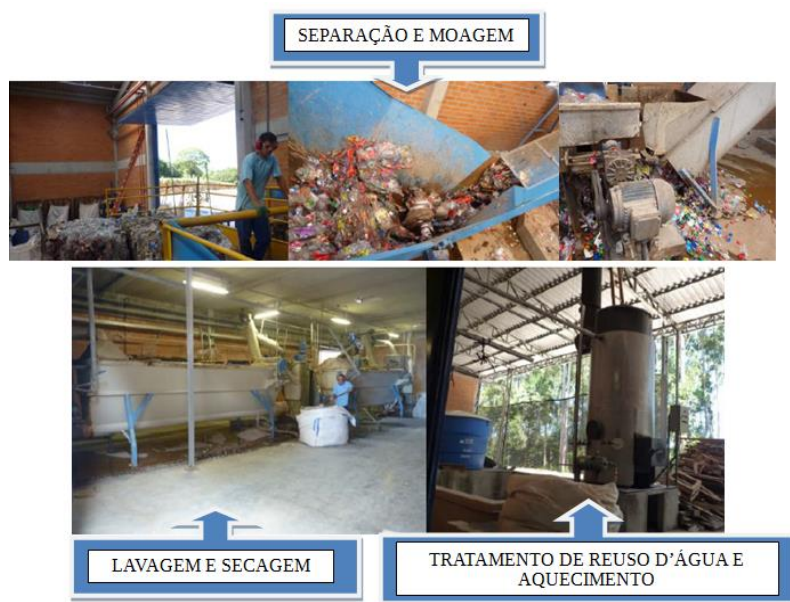 SEPARAÇÃO E MOAGEM
LAVAGEM E SECAGEM
TRATAMENTO DE REUSO D'ÁGUA E
AQUECIMENTO